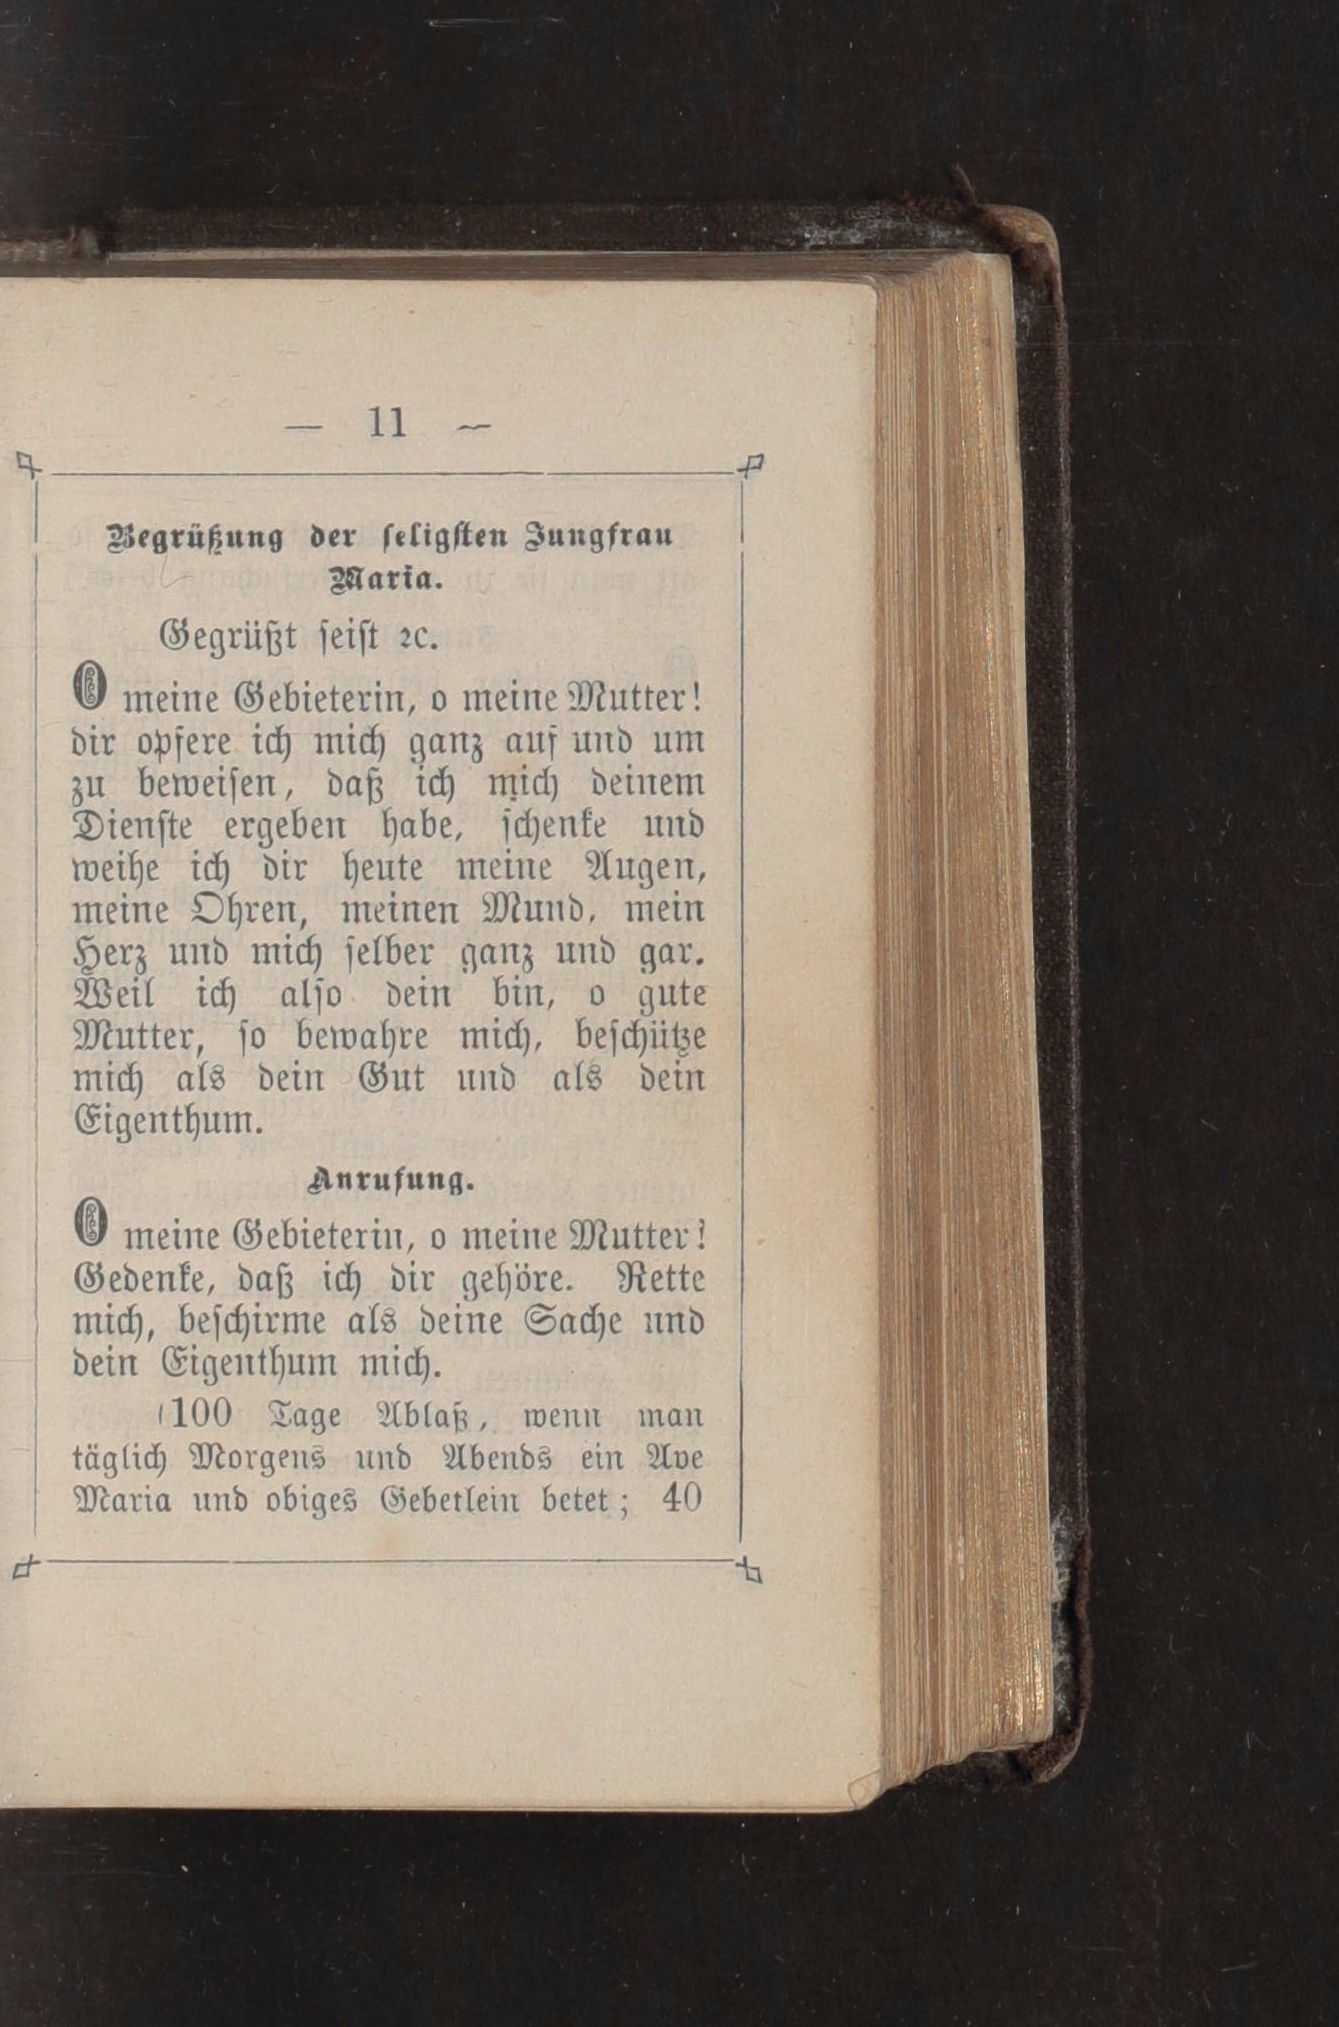 — 11 —
Begrüßung der seligsten Jungfrau
Maria.
Gegrüßt seist ꝛc.
O meine Gebieterin, o meine Mutter!
dir opfere ich mich ganz auf und um
zu beweisen, daß ich mich deinem
Dienste ergeben habe, schenke und
weihe ich dir heute meine Augen,
meine Ohren, meinen Mund, mein
Herz und mich selber ganz und gar.
Weil ich also dein bin, o gute
Mutter, so bewahre mich, beschütze
mich als dein Gut und als dein
Eigenthum.
Anrufung.
O meine Gebieterin, o meine Mutter!
Gedenke, daß ich dir gehöre. Rette
mich, beschirme als deine Sache und
dein Eigenthum mich.
(100 Tage Ablaß, wenn man
täglich Morgens und Abends ein Ave
Maria und obiges Gebetlein betet; 40